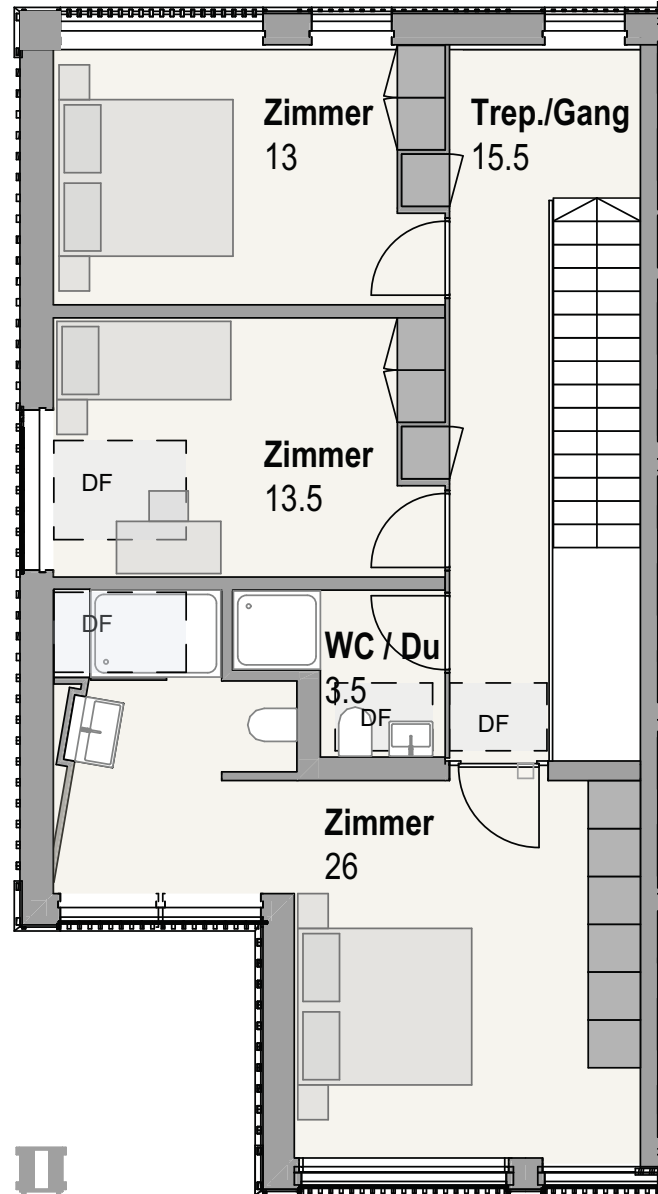 Zimmer
13
Trep./Gang
15.5
Zimmer
13.5
DF
DF
WC / Du
3.5
DF
DF
Zimmer
26